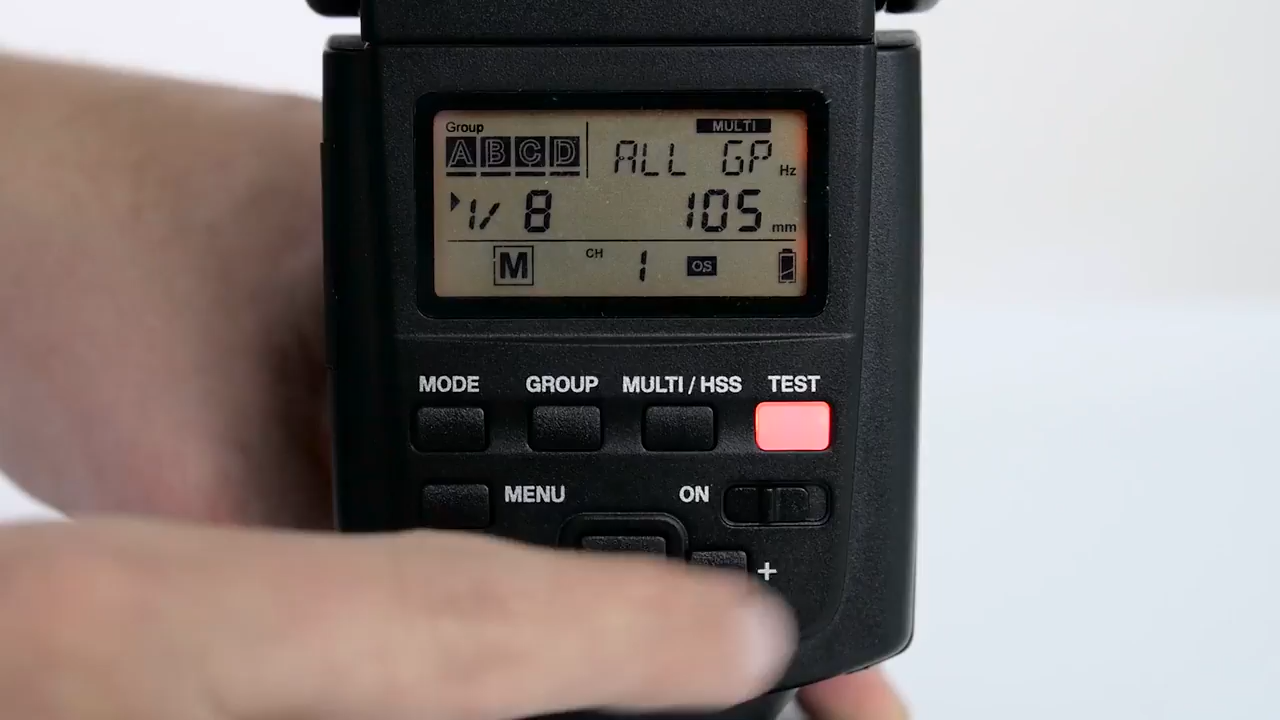 Group MULTI
ABCD ALL GP Hz
1/ 8 105 mm
M CH 1 OS
MODE GROUP MULTI / HSS TEST
MENU ON
+